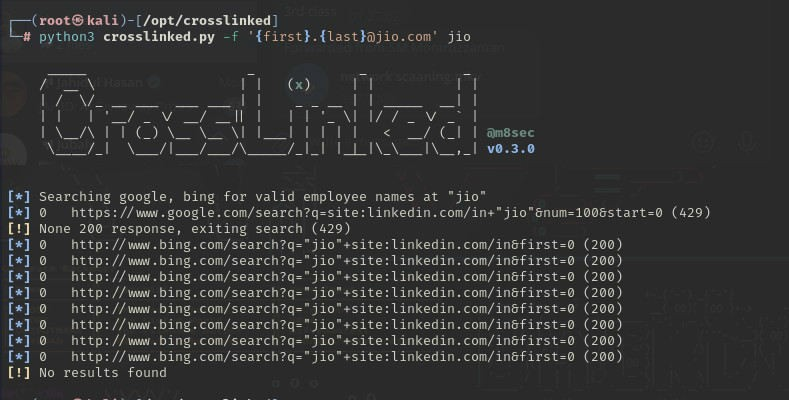 (root㉿kali)-[/opt/crosslinked]
# python3 crosslinked.py -f '{first}.{last}@jio.com' jio
CrossLinked
(x)
@m8sec
v0.3.0
[*] Searching google, bing for valid employee names at "jio"
[*] 0   https://www.google.com/search?q=site:linkedin.com/in+"jio"&num=100&start=0 (429)
[!] None 200 response, exiting search (429)
[*] 0   http://www.bing.com/search?q="jio"+site:linkedin.com/in&first=0 (200)
[*] 0   http://www.bing.com/search?q="jio"+site:linkedin.com/in&first=0 (200)
[*] 0   http://www.bing.com/search?q="jio"+site:linkedin.com/in&first=0 (200)
[*] 0   http://www.bing.com/search?q="jio"+site:linkedin.com/in&first=0 (200)
[*] 0   http://www.bing.com/search?q="jio"+site:linkedin.com/in&first=0 (200)
[*] 0   http://www.bing.com/search?q="jio"+site:linkedin.com/in&first=0 (200)
[*] 0   http://www.bing.com/search?q="jio"+site:linkedin.com/in&first=0 (200)
[*] 0   http://www.bing.com/search?q="jio"+site:linkedin.com/in&first=0 (200)
[!] No results found